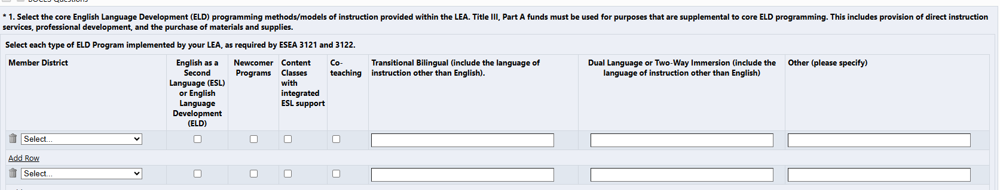 BOCES Questions
* 1. Select the core English Language Development (ELD) programming methods/models of instruction provided within the LEA. Title III, Part A funds must be used for purposes that are supplemental to core ELD programming. This includes provision of direct instruction
services, professional development, and the purchase of materials and supplies.
Select each type of ELD Program implemented by your LEA, as required by ESEA 3121 and 3122.
Member District
English as a
Second
Language (ESL)
or English
Language
Development
(ELD)
Newcomer
Programs
Content
Classes
with
integrated
ESL support
Co-
teaching
Transitional Bilingual (include the language of
instruction other than English).
Dual Language or Two-Way Immersion (include the
language of instruction other than English)
Other (please specify)
Select...
Add Row
Select...